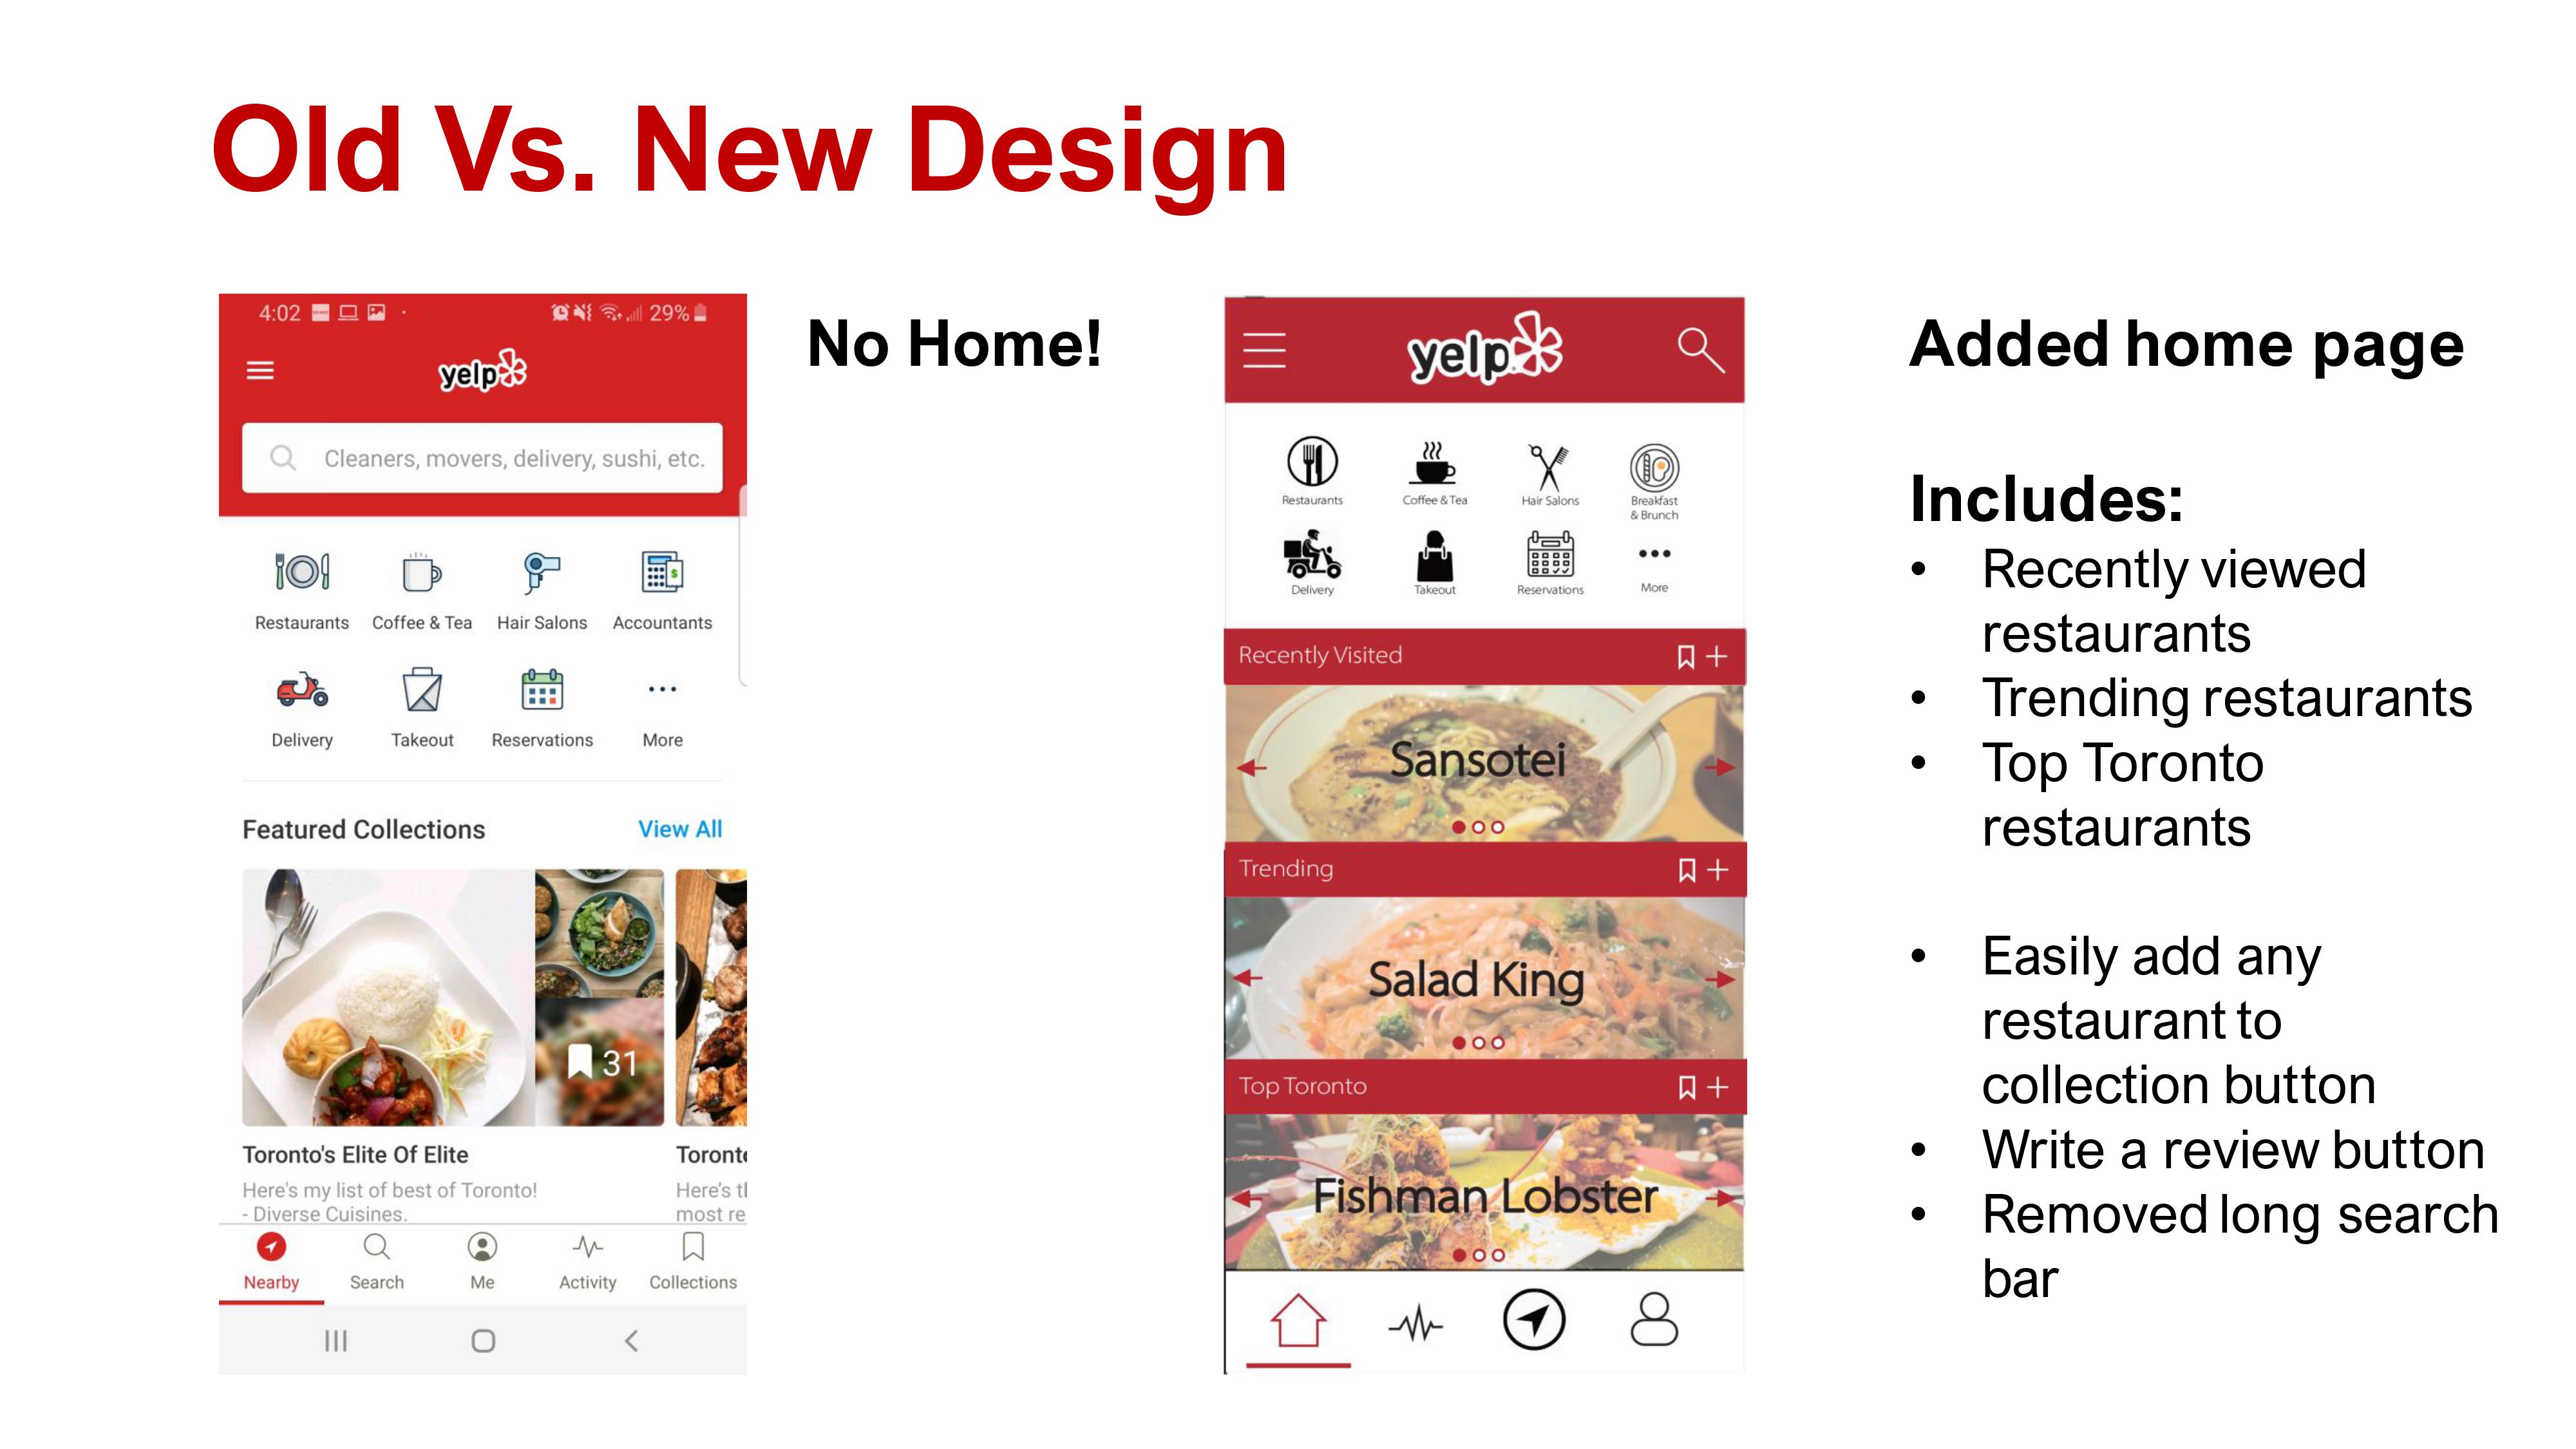 Old Vs. New Design
4:02
29%
yelp
Cleaners, movers, delivery, sushi, etc.
Restaurants Coffee & Tea Hair Salons Accountants
Delivery Takeout Reservations More
Featured Collections View All
31
Toronto's Elite Of Elite
Here's my list of best of Toronto!
- Diverse Cuisines.
Toront
Here's tl
most re
Nearby Search Me Activity Collections
No Home!
yelp
Restaurants Coffee & Tea Hair Salons Breakfast
& Brunch
Delivery Takeout Reservations More
Recently Visited
Sansotei
Trending
Salad King
Top Toronto
Fishman Lobster
Added home page
Includes:
• Recently viewed
restaurants
• Trending restaurants
• Top Toronto
restaurants
• Easily add any
restaurant to
collection button
• Write a review button
• Removed long search
bar